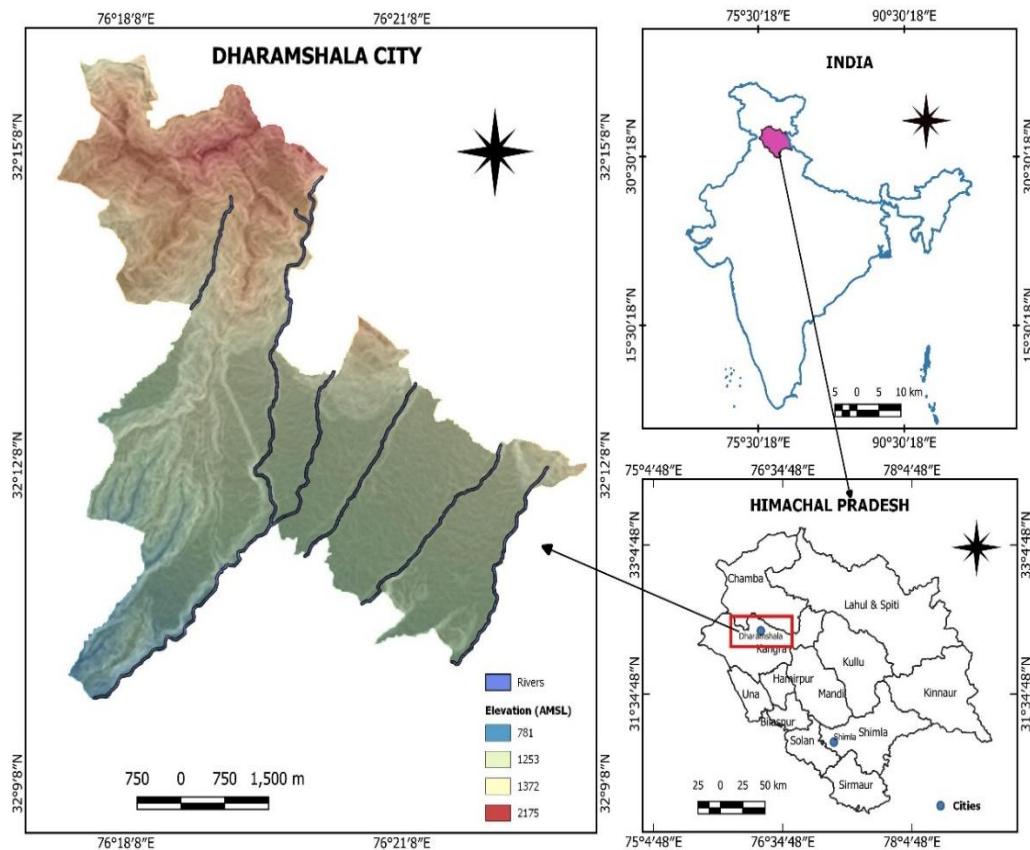 76°18'8"E
76°21'8"E
DHARAMSHALA CITY
32°15'8"N
32°15'8"N
32°12'8"N
32°12'8"N
32°9'8"N
32°9'8"N
Rivers
Elevation (AMSL)
781
1253
1372
2175
750 0 750 1,500 m
76°18'8"E
76°21'8"E
75°30'18"E
90°30'18"E
INDIA
30°30'18"N
30°30'18"N
15°30'18"N
15°30'18"N
5 0 5 10 km
75°30'18"E
90°30'18"E
75°4'48"E
76°34'48"E
78°4'48"E
HIMACHAL PRADESH
33°4'48"N
33°4'48"N
31°34'48"N
31°34'48"N
Chamba
Lahul & Spiti
Dharamshala
Kangra
Kullu
Hamirpur
Una
Mandi
Kinnaur
Bilaspur
Solan
Shimla
Shimla
Sirmaur
25 0 25 50 km
Cities
75°4'48"E
76°34'48"E
78°4'48"E